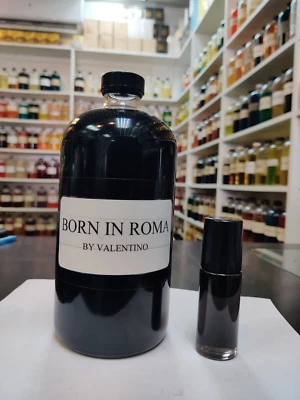 BORN IN ROMA
BY VALENTINO